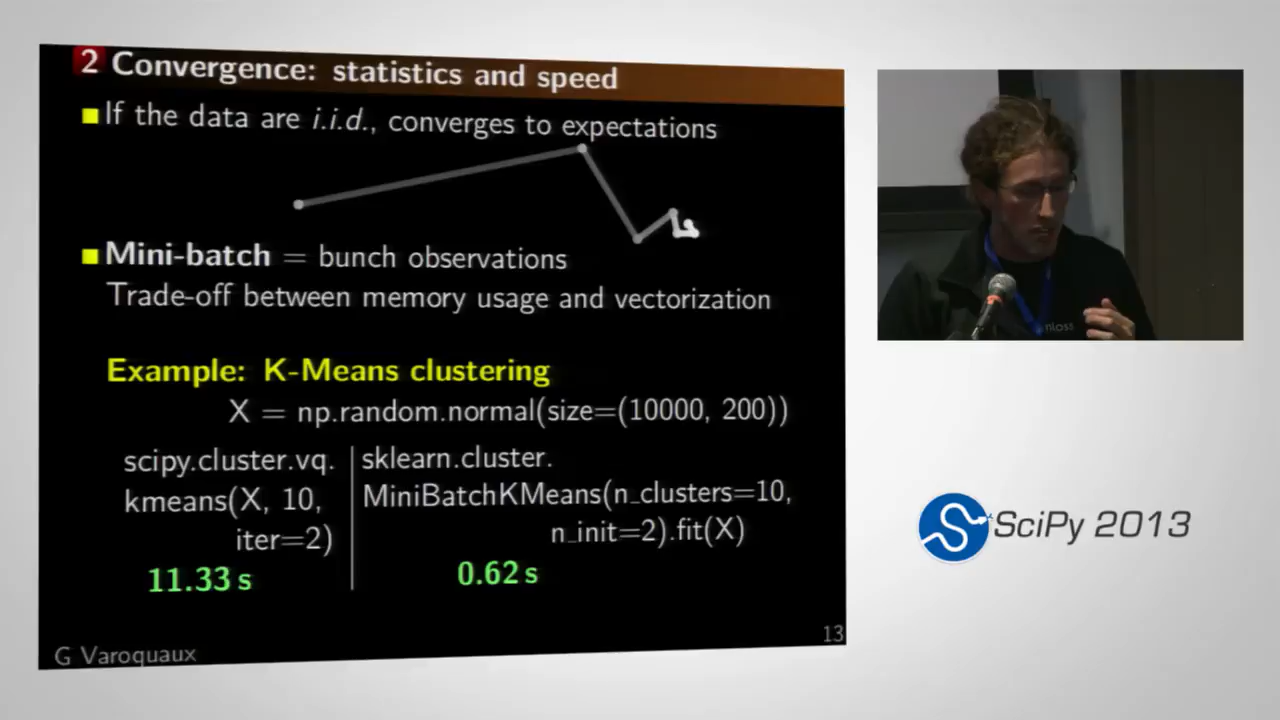 2 Convergence: statistics and speed
If the data are i.i.d., converges to expectations
Mini-batch = bunch observations
Trade-off between memory usage and vectorization
Example: K-Means clustering
X = np.random.normal(size=(10000, 200))
scipy.cluster.vq.
kmeans(X, 10,
iter=2)
11.33 s
sklearn.cluster.
MiniBatchKMeans(n_clusters=10,
n_init=2).fit(X)
0.62 s
G Varoquaux
13
SciPy 2013